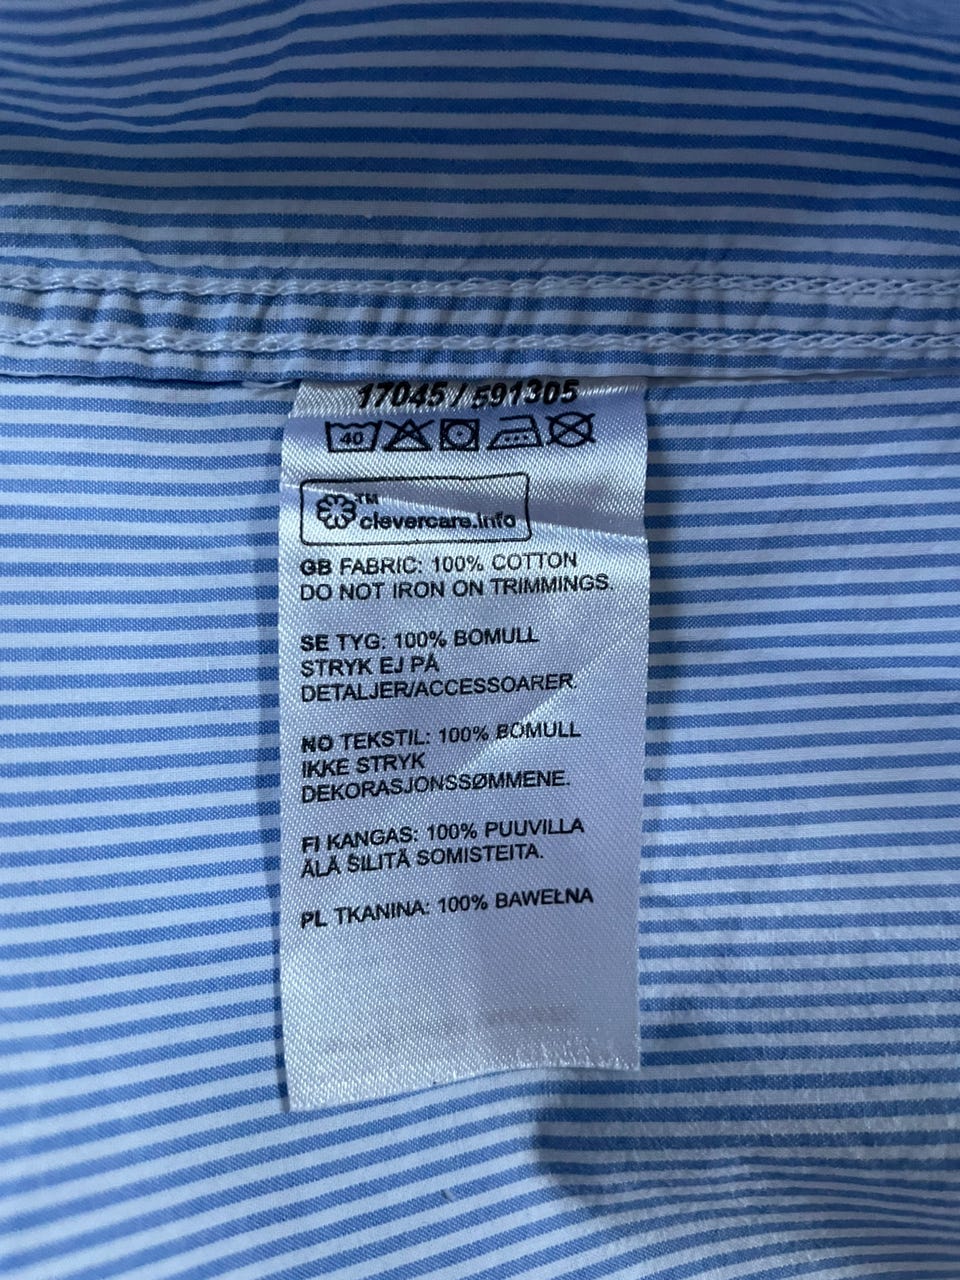 17045 / 591305
40
TM
clevercare.info
GB FABRIC: 100% COTTON
DO NOT IRON ON TRIMMINGS.
SE TYG: 100% BOMULL
STRYK EJ PÅ
DETALJER/ACCESSOARER.
NO TEKSTIL: 100% BOMULL
IKKE STRYK
DEKORASJONSSØMMENE.
FI KANGAS: 100% PUUVILLA
ÄLÄ SILITÄ SOMISTEITA.
PL TKANINA: 100% BAWEŁNA